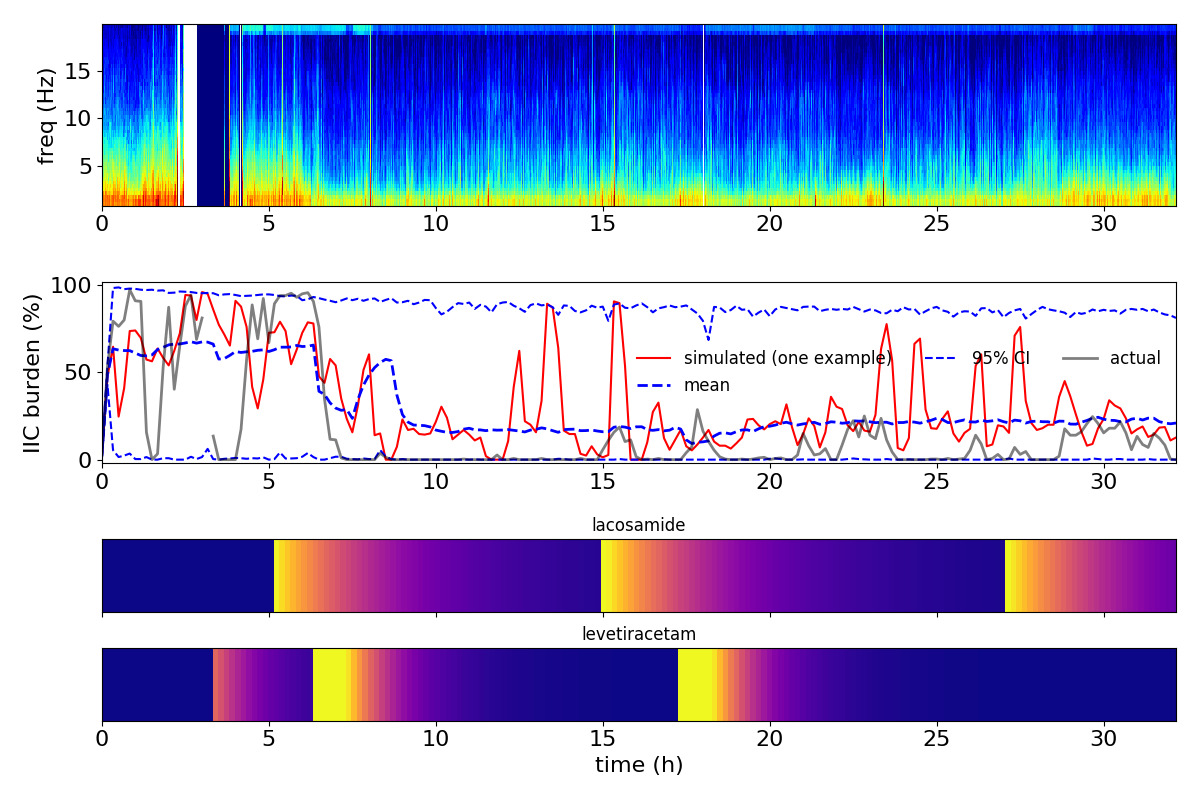 freq (Hz)
15
10
5
0 5 10 15 20 25 30
IIC burden (%)
100
50
0
simulated (one example) 95% CI actual
mean
0 5 10 15 20 25 30
lacosamide
levetiracetam
0 5 10 15 20 25 30
time (h)